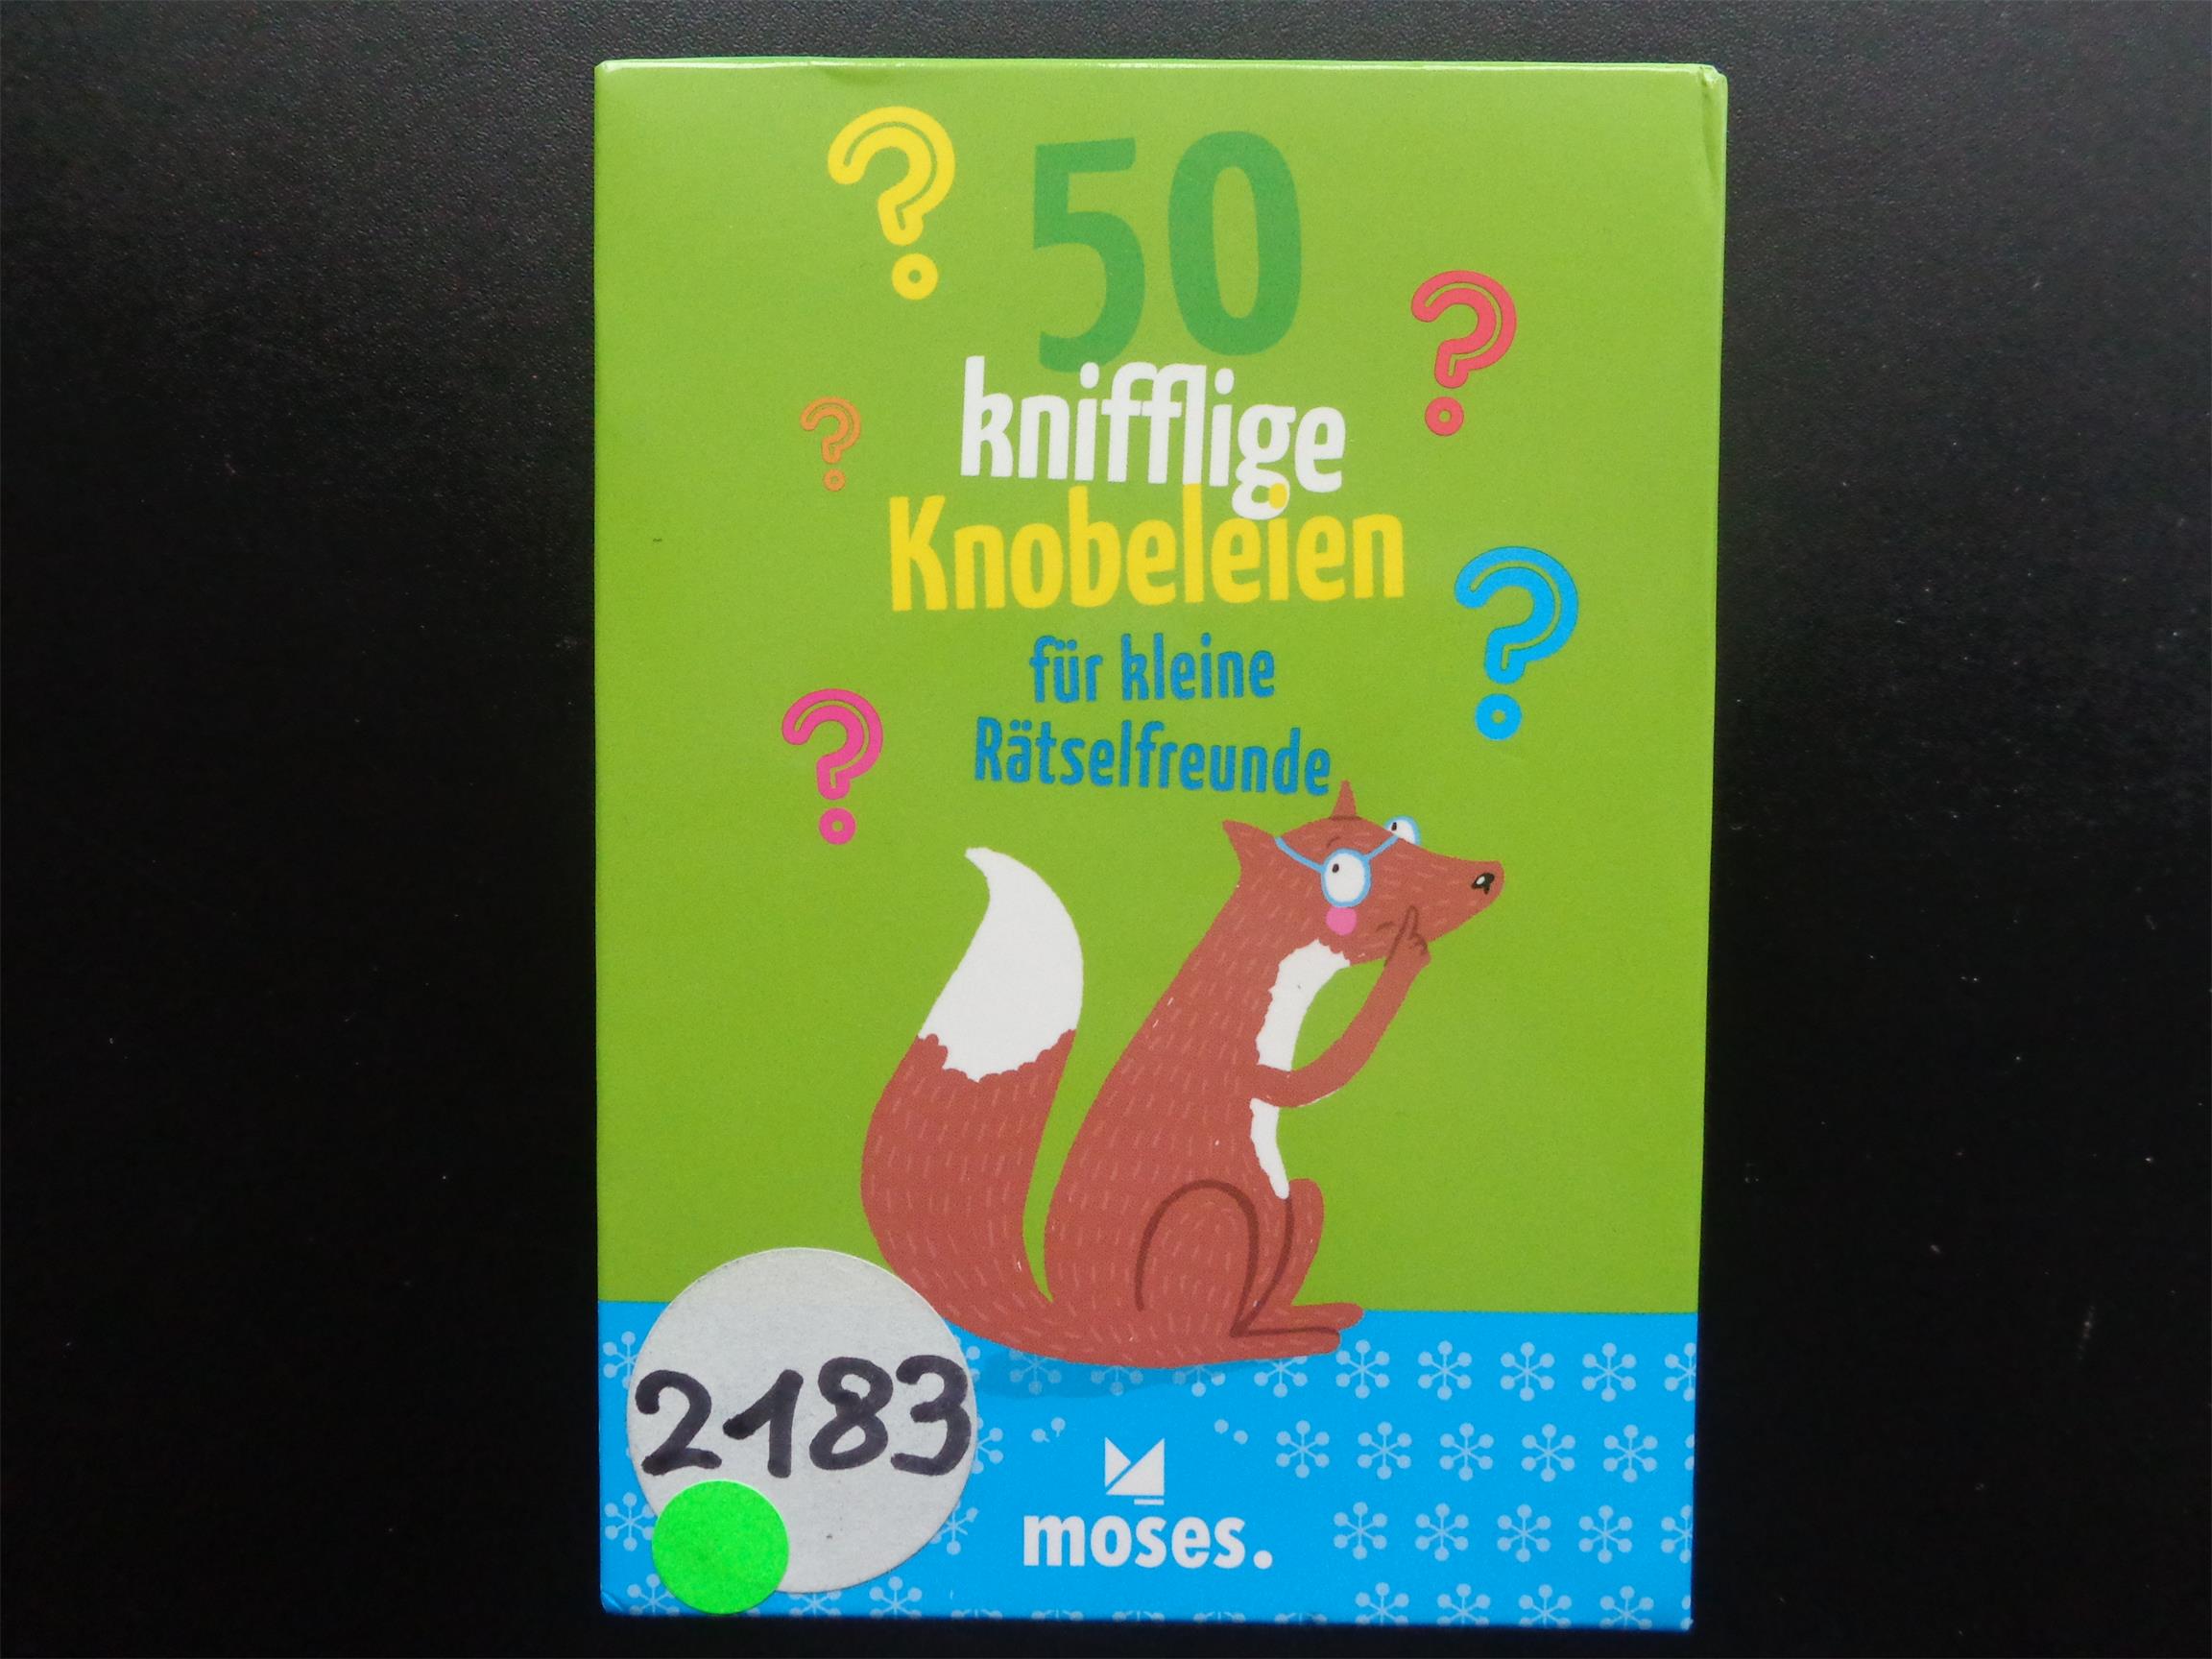 50
knifflige
Knobeleien
für kleine
Rätselfreunde
2183
moses.